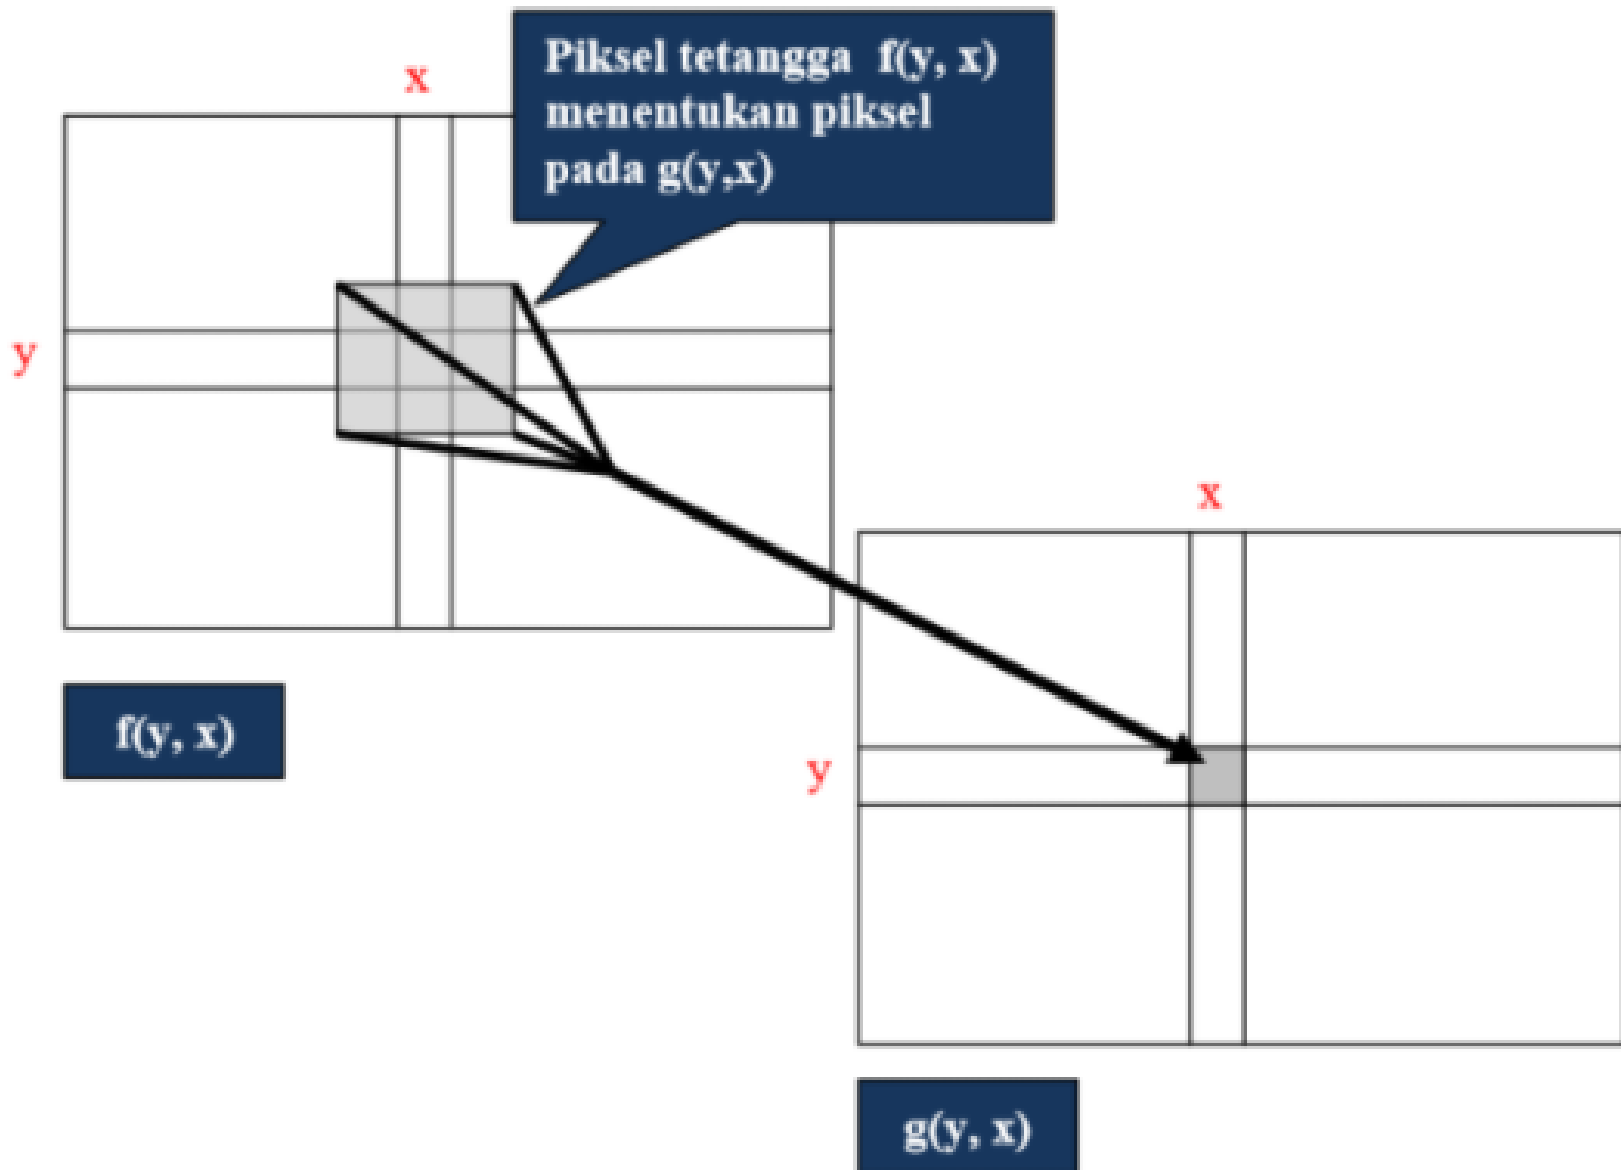 Piksel tetangga f(y, x)
menentukan piksel
pada g(y,x)
x
y
f(y, x)
x
y
g(y, x)